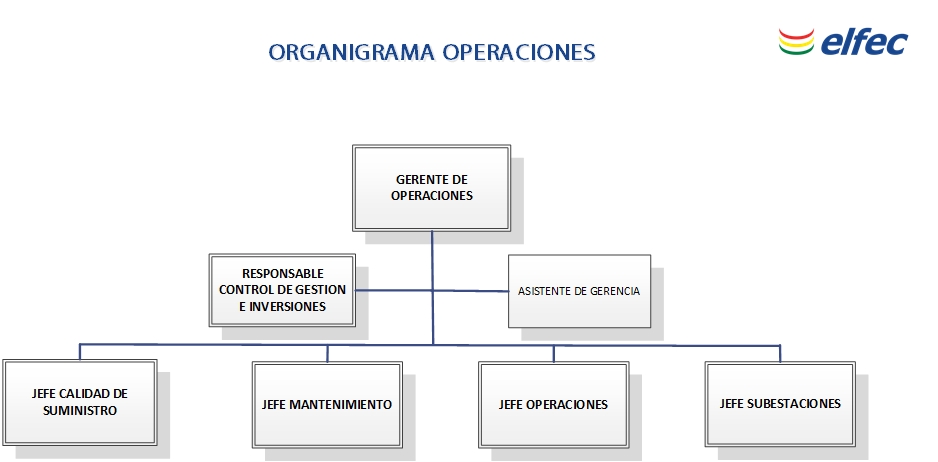 ORGANIGRAMA OPERACIONES
elfec
GERENTE DE
OPERACIONES
RESPONSABLE
CONTROL DE GESTION
E INVERSIONES
ASISTENTE DE GERENCIA
JEFE CALIDAD DE
SUMINISTRO
JEFE MANTENIMIENTO
JEFE OPERACIONES
JEFE SUBESTACIONES